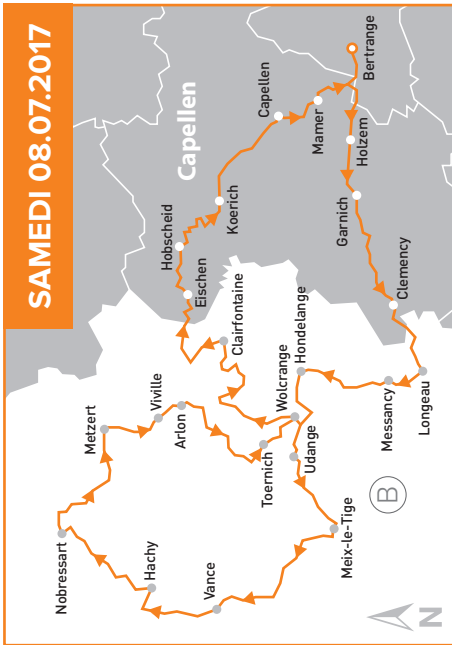 SAMEDI 08.07.2017
Capellen
Bertrange
Holzem
Garnich
Clemency
Longeau
Messancy
Hondelange
Wolcrange
Udange
Meix-le-Tige
Vance
Hachy
Nobressart
Metzert
Viville
Arlon
Toernich
Clairfontaine
Eischen
Hobscheid
Koerich
Capellen
Mamer
B
N